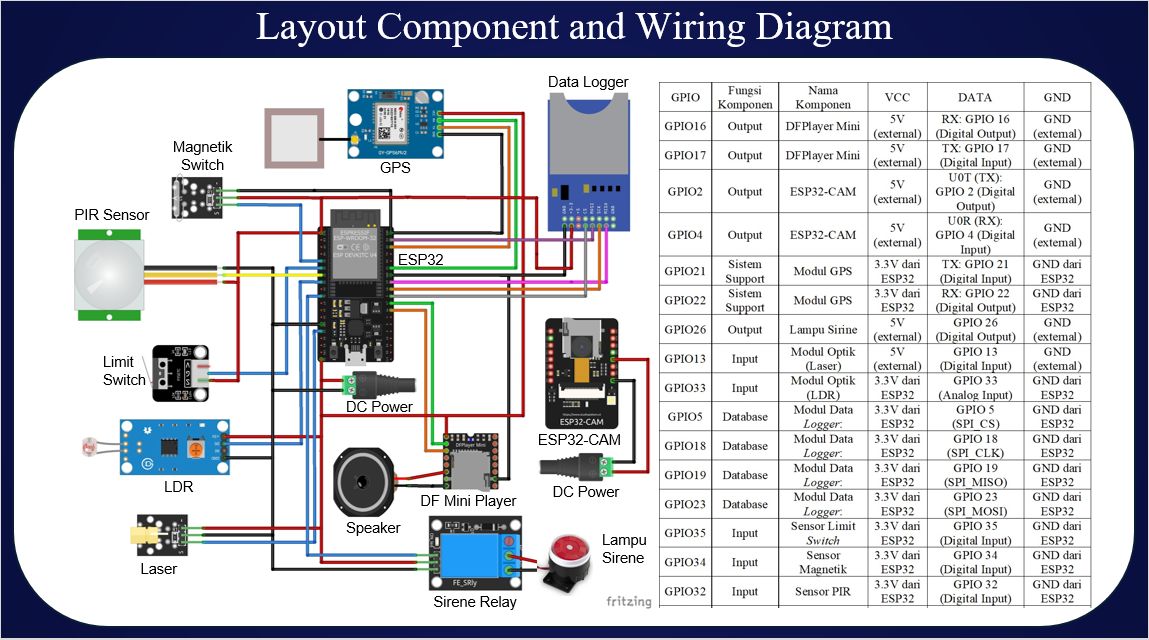 Layout Component and Wiring Diagram
Data Logger
GPS
Magnetik
Switch
PIR Sensor
ESP32
ESPRESSIF
ESP-WROOM-32
ESP DEVKITC V4
GY-GPS6MV2
Limit
Switch
DC Power
LDR
ESP32-CAM
ESP32-CAM
DC Power
DFPlayer Mini
DF Mini Player
Speaker
Laser
Lampu
Sirene
FE_SRly
Sirene Relay
fritzing
GPIO Fungsi Komponen Nama Komponen VCC DATA GND
GPIO16 Output DFPlayer Mini 5V (external) RX: GPIO 16 (Digital Output) GND (external)
GPIO17 Output DFPlayer Mini 5V (external) TX: GPIO 17 (Digital Input) GND (external)
GPIO2 Output ESP32-CAM 5V (external) U0T (TX): GPIO 2 (Digital Output) GND (external)
GPIO4 Output ESP32-CAM 5V (external) U0R (RX): GPIO 4 (Digital Input) GND (external)
GPIO21 Sistem Support Modul GPS 3.3V dari ESP32 TX: GPIO 21 (Digital Input) GND dari ESP32
GPIO22 Sistem Support Modul GPS 3.3V dari ESP32 RX: GPIO 22 (Digital Output) GND dari ESP32
GPIO26 Output Lampu Sirine 5V (external) GPIO 26 (Digital Output) GND (external)
GPIO13 Input Modul Optik (Laser) 5V (external) GPIO 13 (Digital Input) GND (external)
GPIO33 Input Modul Optik (LDR) 3.3V dari ESP32 GPIO 33 (Analog Input) GND dari ESP32
GPIO5 Database Modul Data Logger: 3.3V dari ESP32 GPIO 5 (SPI_CS) GND dari ESP32
GPIO18 Database Modul Data Logger: 3.3V dari ESP32 GPIO 18 (SPI_CLK) GND dari ESP32
GPIO19 Database Modul Data Logger: 3.3V dari ESP32 GPIO 19 (SPI_MISO) GND dari ESP32
GPIO23 Database Modul Data Logger: 3.3V dari ESP32 GPIO 23 (SPI_MOSI) GND dari ESP32
GPIO35 Input Sensor Limit Switch 3.3V dari ESP32 GPIO 35 (Digital Input) GND dari ESP32
GPIO34 Input Sensor Magnetik 3.3V dari ESP32 GPIO 34 (Digital Input) GND dari ESP32
GPIO32 Input Sensor PIR 3.3V dari ESP32 GPIO 32 (Digital Input) GND dari ESP32